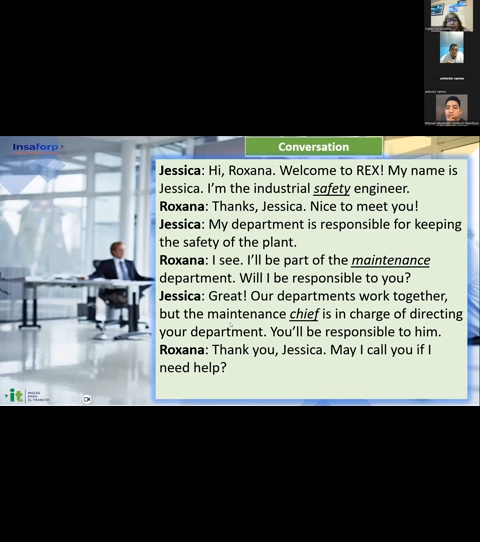 antondy ramos
Insaforp
Conversation
Jessica: Hi, Roxana. Welcome to REX! My name is
Jessica. I'm the industrial safety engineer.
Roxana: Thanks, Jessica. Nice to meet you!
Jessica: My department is responsible for keeping
the safety of the plant.
Roxana: I see. I'll be part of the maintenance
department. Will I be responsible to you?
Jessica: Great! Our departments work together,
but the maintenance chief is in charge of directing
your department. You'll be responsible to him.
Roxana: Thank you, Jessica. May I call you if I
need help?
it
INGLÉS
PARA
EL TRABAJO